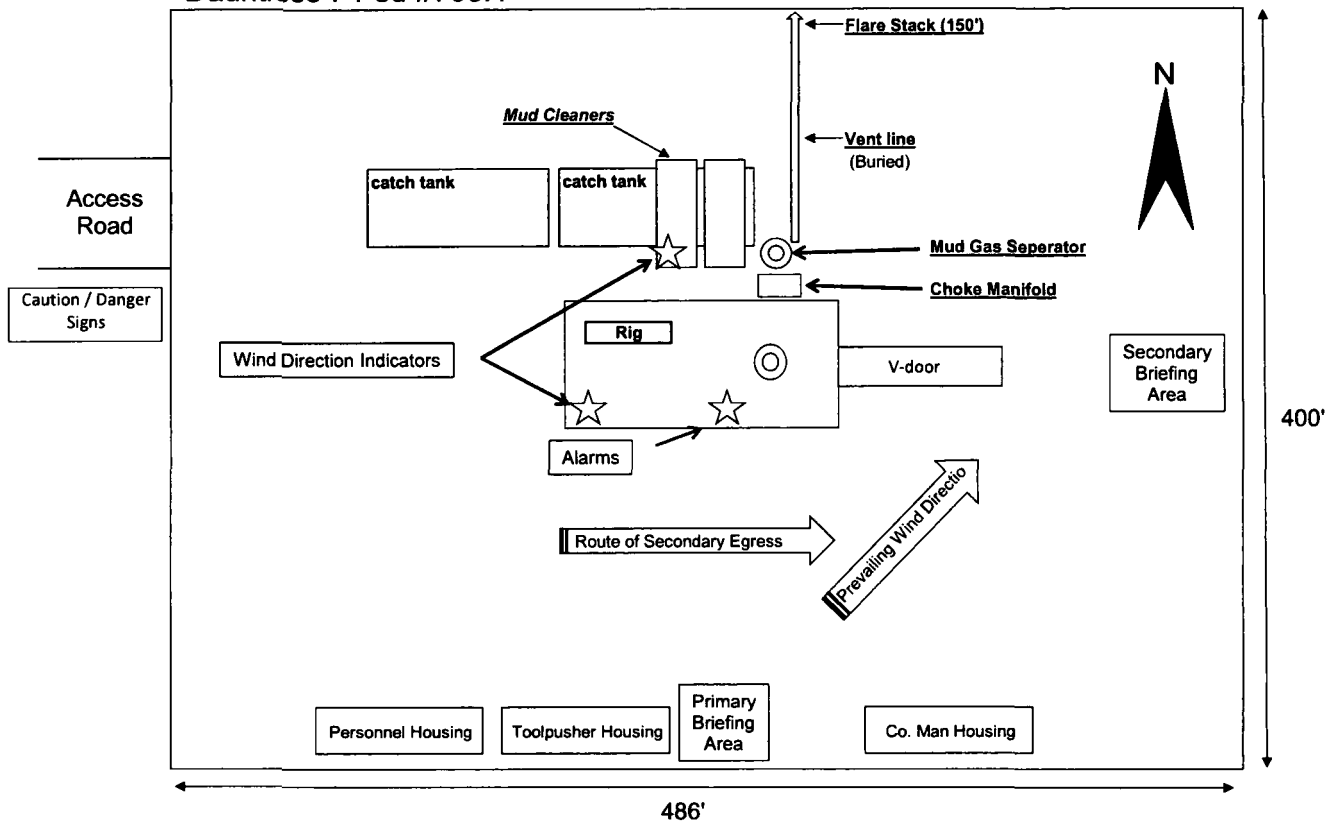 Flare Stack (150')
N
Mud Cleaners
Vent line
(Buried)
catch tank
catch tank
Access
Road
Mud Gas Seperator
Choke Manifold
Caution / Danger
Signs
Rig
Wind Direction Indicators
V-door
Secondary
Briefing
Area
400'
Alarms
Route of Secondary Egress
Prevailing Wind Directio
Personnel Housing
Toolpusher Housing
Primary
Briefing
Area
Co. Man Housing
486'